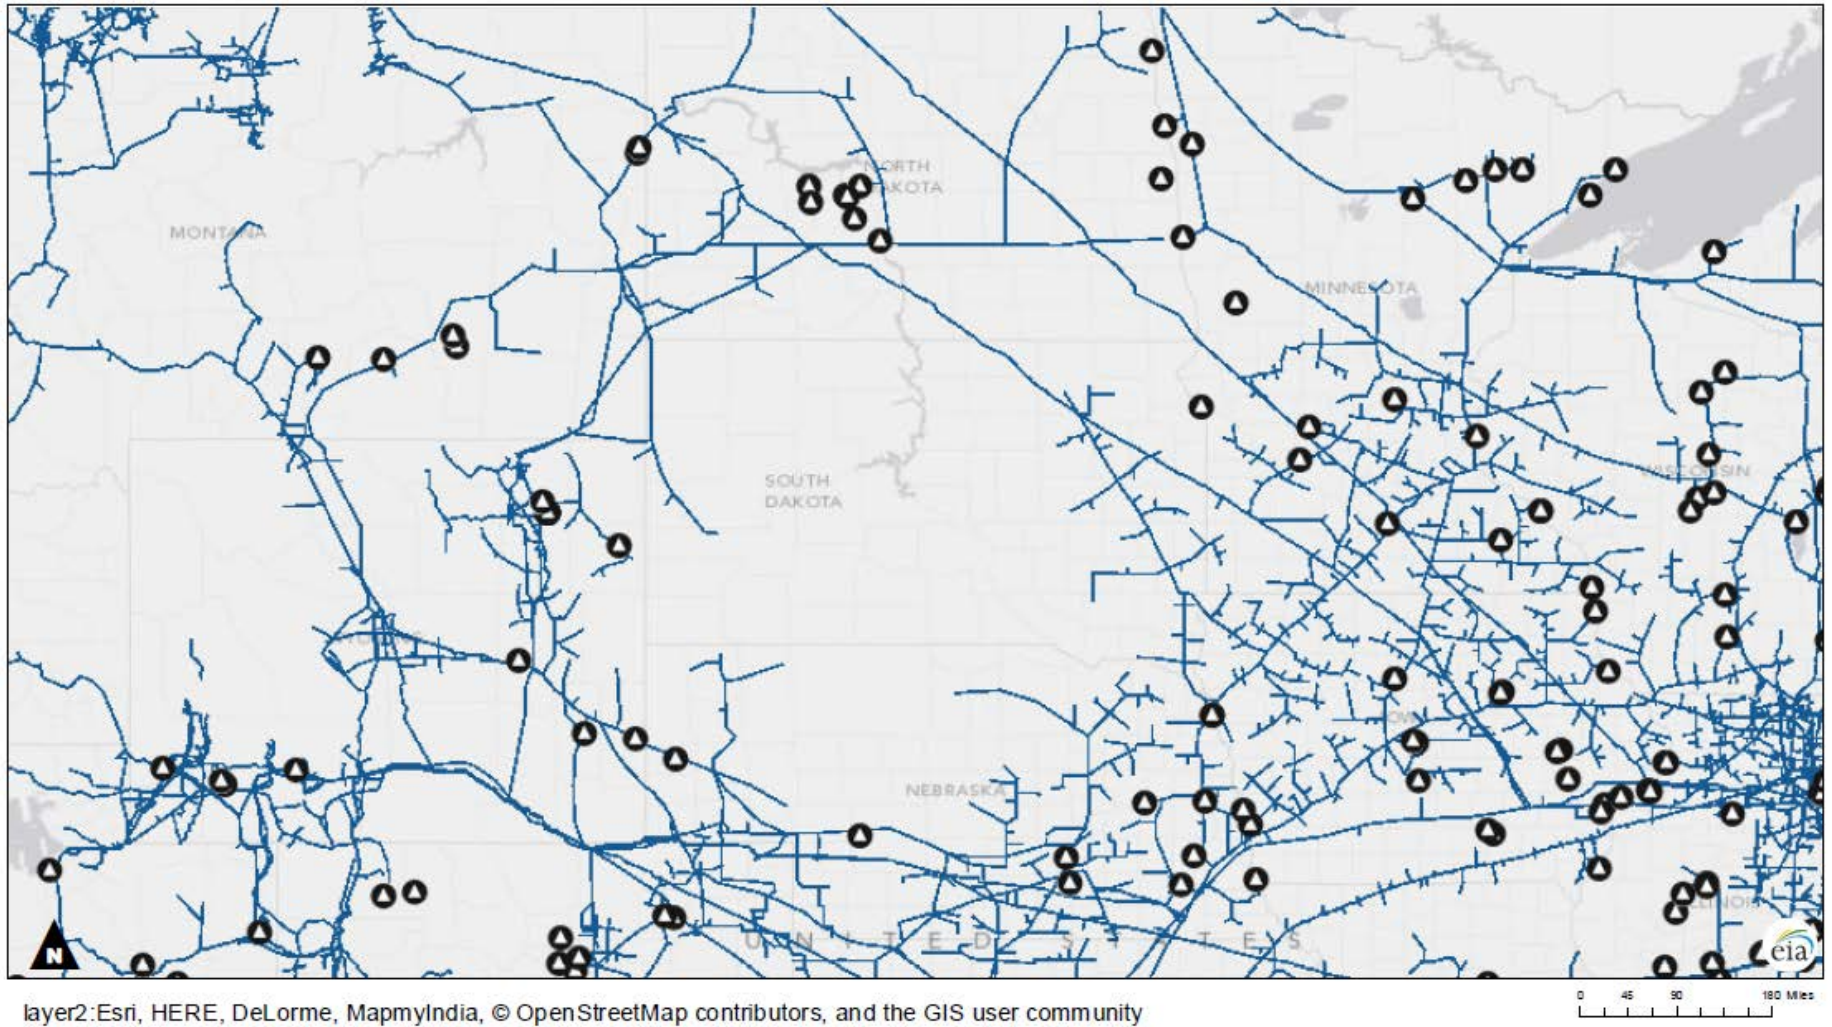 NORTH
DAKOTA
MONTANA
MINNESOTA
WISCONSIN
SOUTH
DAKOTA
NEBRASKA
ILLINOIS
UNITED STATES
N
eia
0 45 90 180 Miles
layer2:Esri, HERE, DeLorme, MapmyIndia, © OpenStreetMap contributors, and the GIS user community